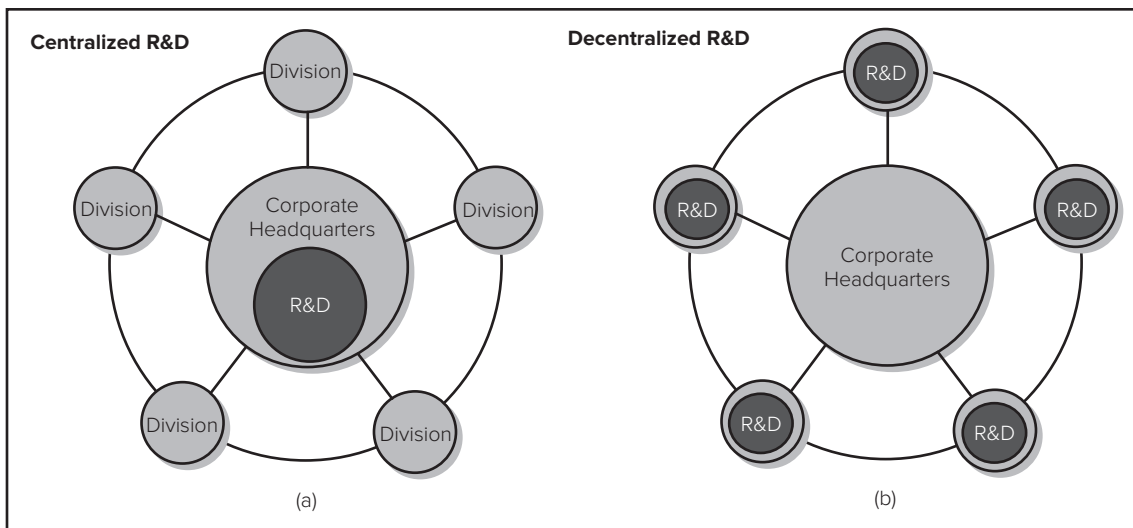 Centralized R&D
Division
Division
Division
Corporate
Headquarters
R&D
Division
Division
(a)
Decentralized R&D
R&D
R&D
R&D
Corporate
Headquarters
R&D
R&D
(b)